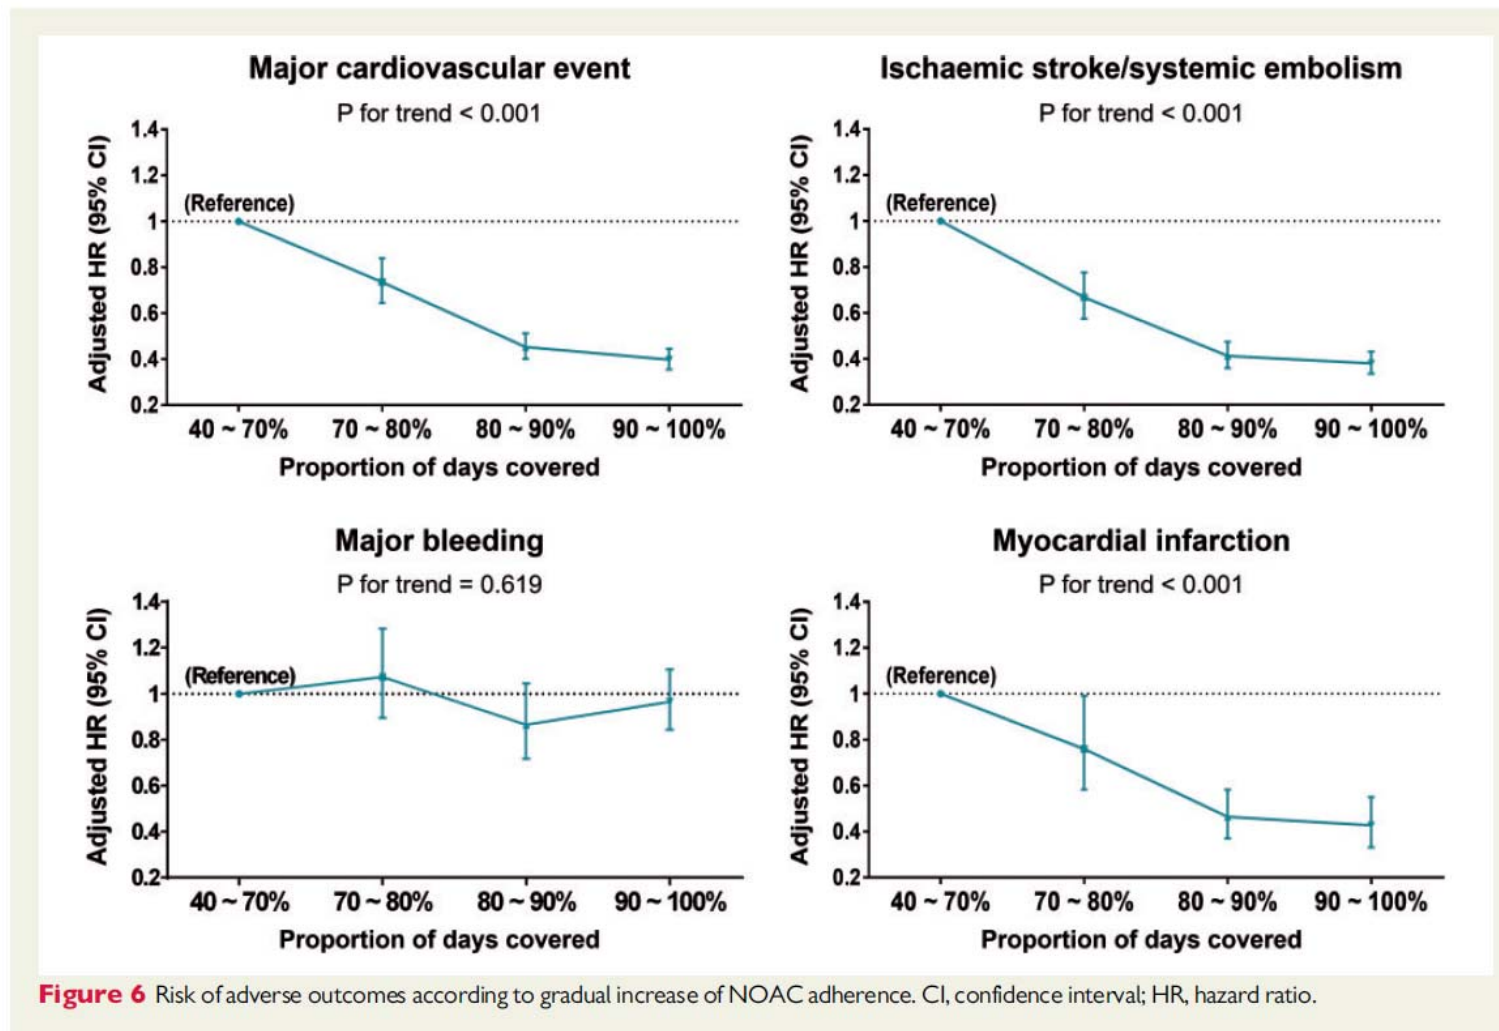 Major cardiovascular event
P for trend < 0.001
Adjusted HR (95% CI)
1.4
1.2
(Reference)
1
0.8
0.6
0.4
0.2
40 ~ 70% 70 ~ 80% 80 ~ 90% 90 ~ 100%
Proportion of days covered
Ischaemic stroke/systemic embolism
P for trend < 0.001
Adjusted HR (95% CI)
1.4
1.2
(Reference)
1
0.8
0.6
0.4
0.2
40 ~ 70% 70 ~ 80% 80 ~ 90% 90 ~ 100%
Proportion of days covered
Major bleeding
P for trend = 0.619
Adjusted HR (95% CI)
1.4
1.2
(Reference)
1
0.8
0.6
0.4
0.2
40 ~ 70% 70 ~ 80% 80 ~ 90% 90 ~ 100%
Proportion of days covered
Myocardial infarction
P for trend < 0.001
Adjusted HR (95% CI)
1.4
1.2
(Reference)
1
0.8
0.6
0.4
0.2
40 ~ 70% 70 ~ 80% 80 ~ 90% 90 ~ 100%
Proportion of days covered
Figure 6 Risk of adverse outcomes according to gradual increase of NOAC adherence. CI, confidence interval; HR, hazard ratio.